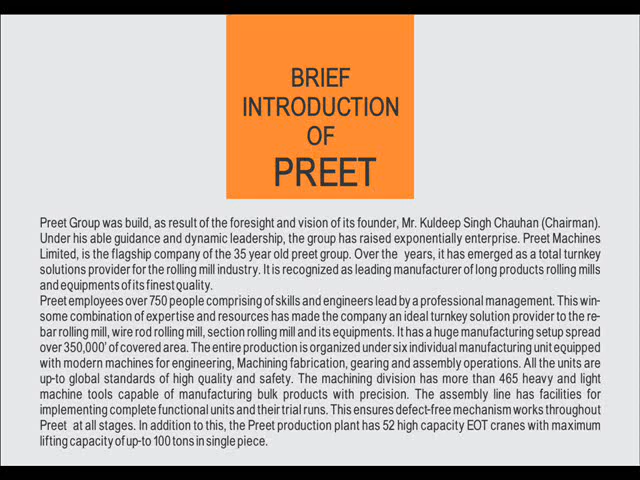 BRIEF
INTRODUCTION
OF
PREET
Preet Group was build, as result of the foresight and vision of its founder, Mr. Kuldeep Singh Chauhan (Chairman).
Under his able guidance and dynamic leadership, the group has raised exponentially enterprise. Preet Machines
Limited, is the flagship company of the 35 year old preet group. Over the years, it has emerged as a total turnkey
solutions provider for the rolling mill industry. It is recognized as leading manufacturer of long products rolling mills
and equipments of its finest quality.
Preet employees over 750 people comprising of skills and engineers lead by a professional management. This win-
some combination of expertise and resources has made the company an ideal turnkey solution provider to the re-
bar rolling mill, wire rod rolling mill, section rolling mill and its equipments. It has a huge manufacturing setup spread
over 350,000' of covered area. The entire production is organized under six individual manufacturing unit equipped
with modern machines for engineering, Machining fabrication, gearing and assembly operations. All the units are
up-to global standards of high quality and safety. The machining division has more than 465 heavy and light
machine tools capable of manufacturing bulk products with precision. The assembly line has facilities for
implementing complete functional units and their trial runs. This ensures defect-free mechanism works throughout
Preet at all stages. In addition to this, the Preet production plant has 52 high capacity EOT cranes with maximum
lifting capacity of up-to 100 tons in single piece.